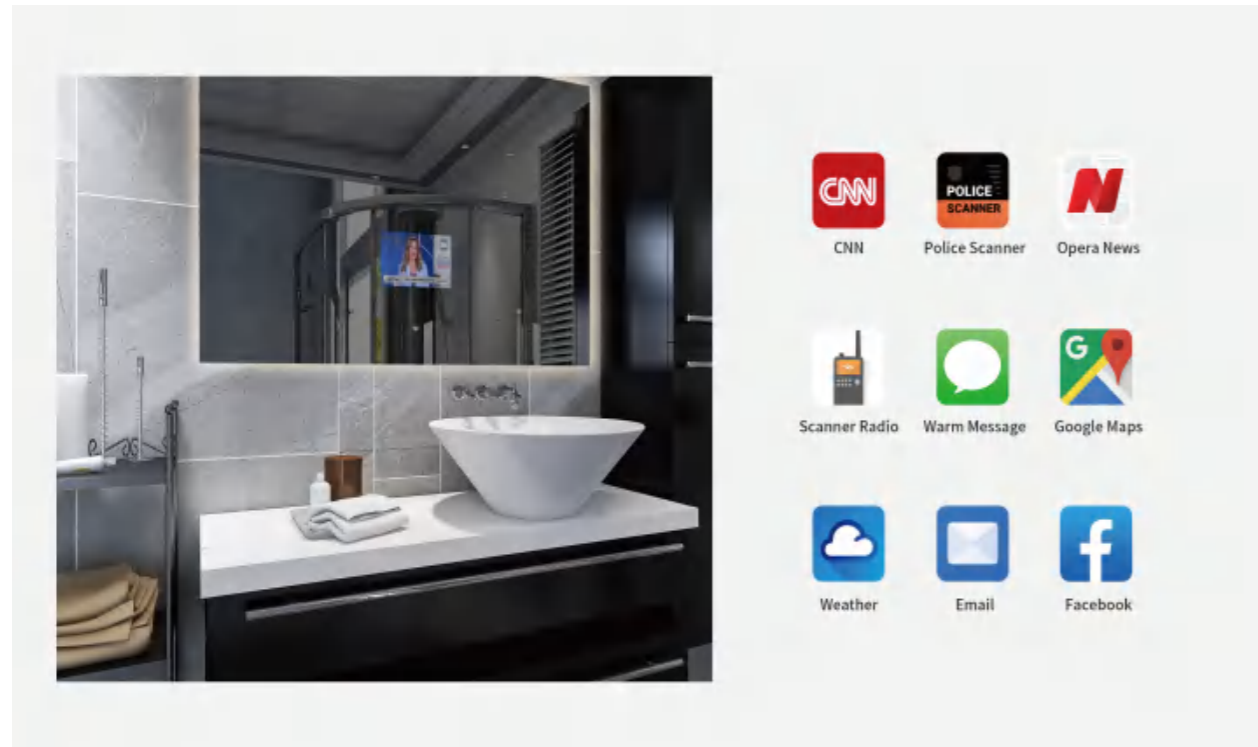 CNN
POLICE
SCANNER
CNN
Police Scanner
Opera News
G
Scanner Radio
Warm Message
Google Maps
f
Weather
Email
Facebook